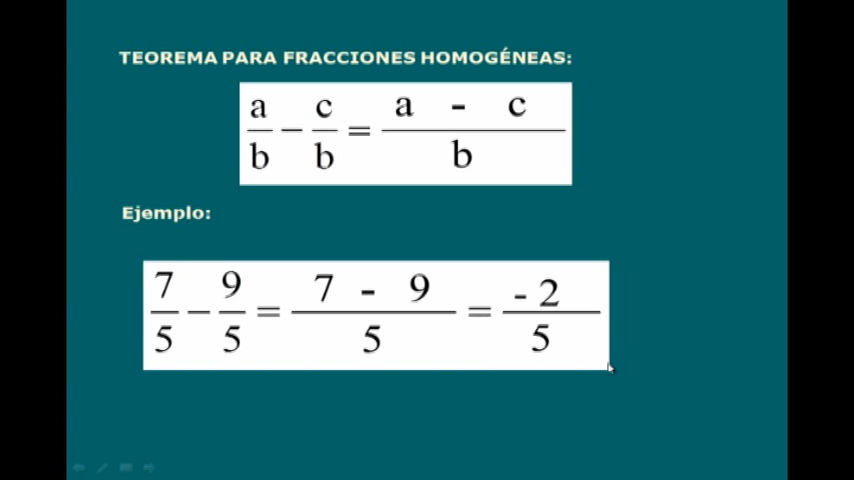 TEOREMA PARA FRACCIONES HOMOGÉNEAS:
a/b − c/b = a - c/b
Ejemplo:
7/5 − 9/5 = 7 - 9/5 = - 2/5